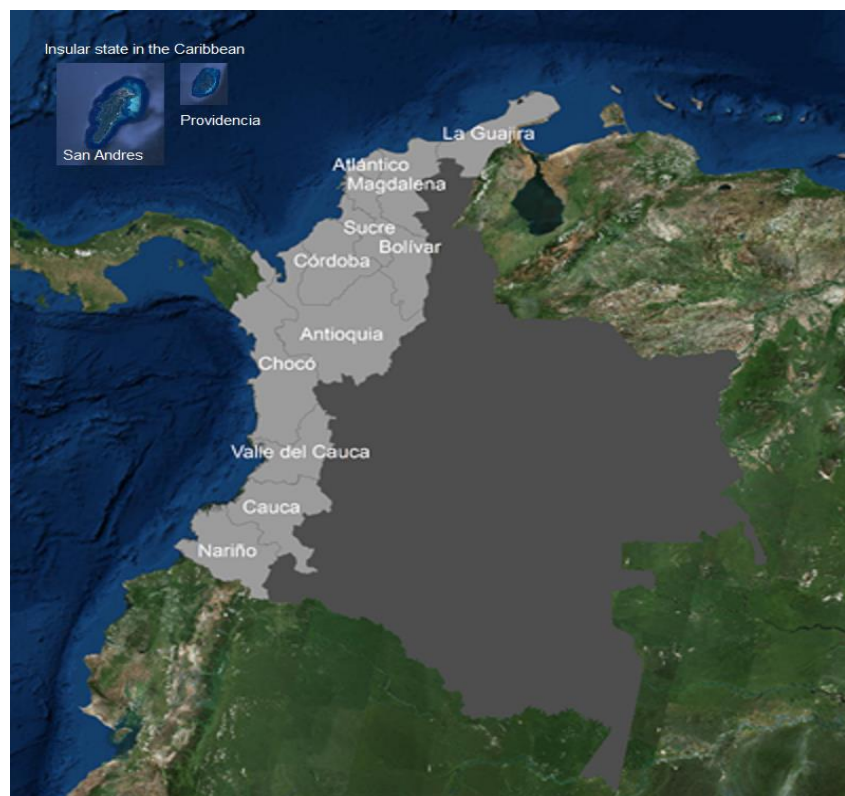 Insular state in the Caribbean
Providencia
San Andres
La Guajira
Atlántico
Magdalena
Sucre
Bolívar
Córdoba
Antioquia
Chocó
Valle del Cauca
Cauca
Nariño